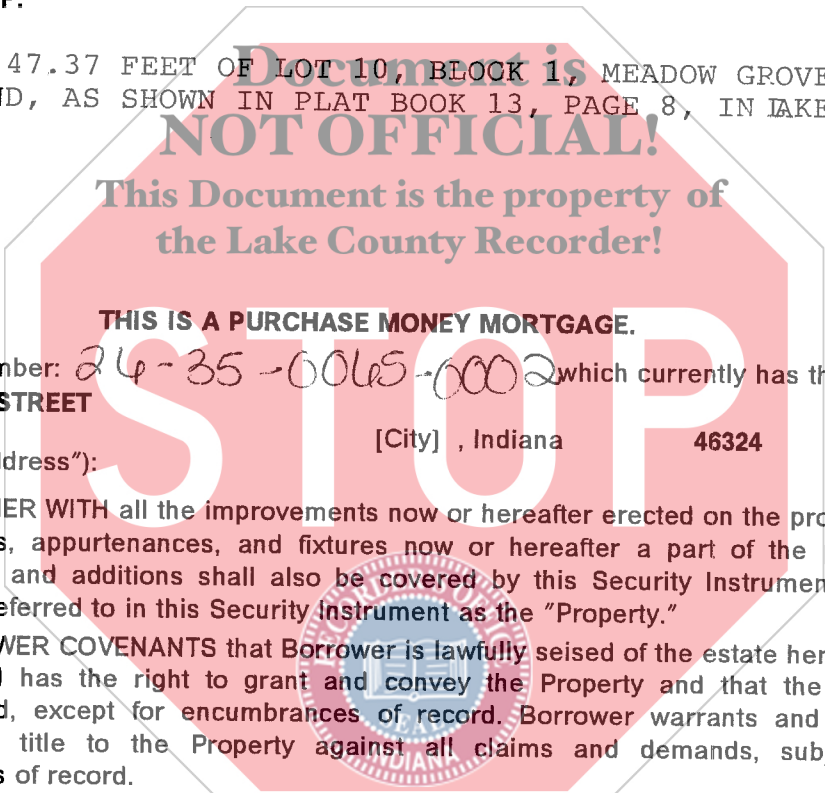 P.
47.37 FEET OF LOT 10, BLOCK 1, MEADOW GROVE
ND, AS SHOWN IN PLAT BOOK 13, PAGE 8, IN LAKE
Document is
NOT OFFICIAL!
This Document is the property of
the Lake County Recorder!
STOP
THIS IS A PURCHASE MONEY MORTGAGE.
mber: 26-35-0065-0002 which currently has th
STREET
[City] , Indiana 46324
ddress"):
ER WITH all the improvements now or hereafter erected on the pro
s, appurtenances, and fixtures now or hereafter a part of the
and additions shall also be covered by this Security Instrumen
eferred to in this Security Instrument as the "Property."
WER COVENANTS that Borrower is lawfully seised of the estate her
has the right to grant and convey the Property and that the
d, except for encumbrances of record. Borrower warrants and
title to the Property against all claims and demands, sub
s of record.
RECORDER'S OFFICE
SEAL
INDIANA